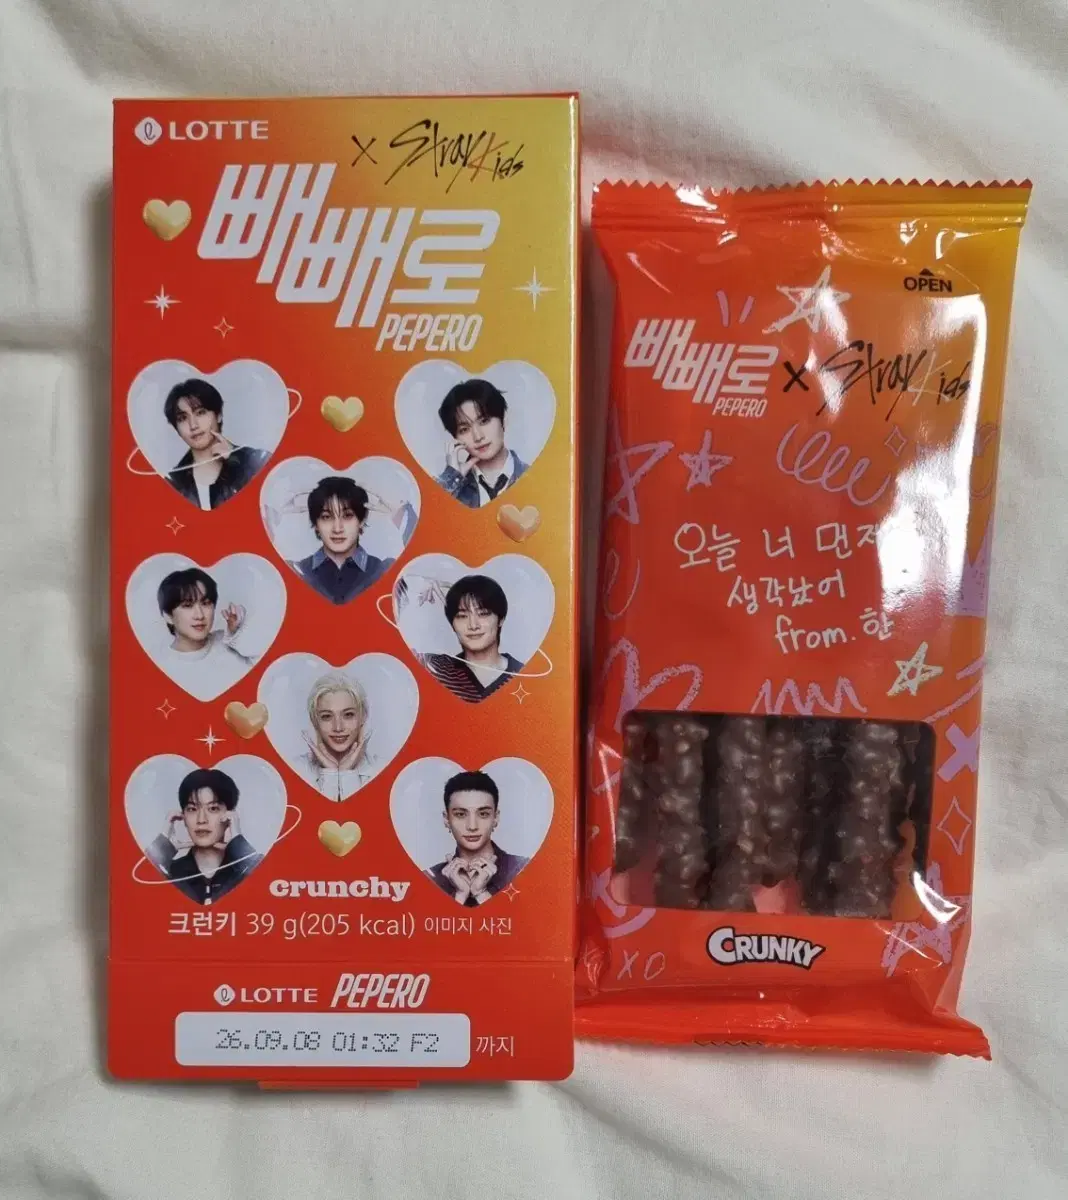 LOTTE
x Stray Kids
빼빼로
PEPERO
crunchy
크런키 39 g(205 kcal) 이미지 사진
LOTTE PEPERO
26.09.08 01:32 F2 까지
OPEN
빼빼로 x Stray Kids
PEPERO
오늘 너 먼저
생각났어
from. 한
CRUNKY
XO